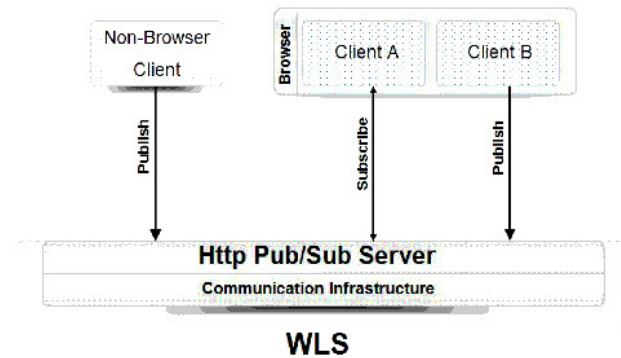 Non-Browser
Client
Browser
Client A
Client B
Publish
Subscribe
Publish
Http Pub/Sub Server
Communication Infrastructure
WLS